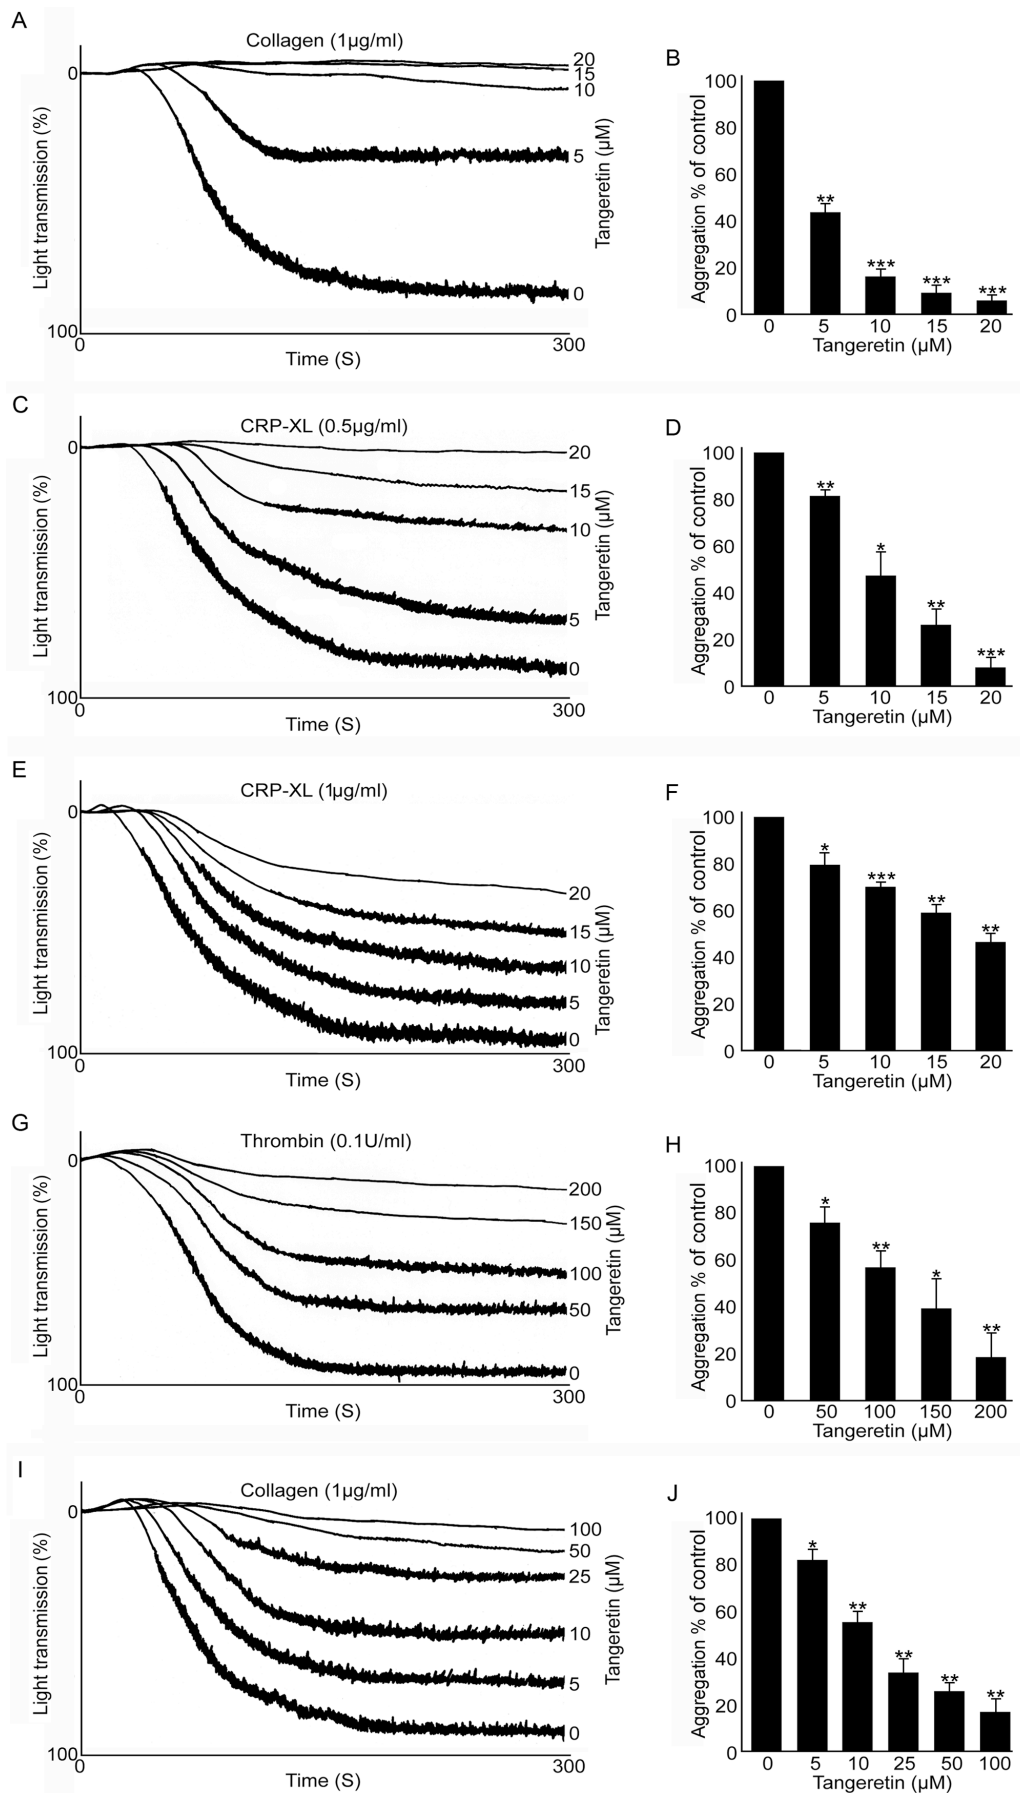 A
Collagen (1µg/ml)
Light transmission (%)
0
100
0
300
Time (S)
20
15
10
5
0
Tangeretin (µM)
B
Aggregation % of control
100
80
60
40
20
0
**
***
***
***
0 5 10 15 20
Tangeretin (µM)
C
CRP-XL (0.5µg/ml)
Light transmission (%)
0
100
0
300
Time (S)
20
15
10
5
0
Tangeretin (µM)
D
Aggregation % of control
100
80
60
40
20
0
**
*
**
***
0 5 10 15 20
Tangeretin (µM)
E
CRP-XL (1µg/ml)
Light transmission (%)
0
100
0
300
Time (S)
20
15
10
5
0
Tangeretin (µM)
F
Aggregation % of control
100
80
60
40
20
0
*
***
**
**
0 5 10 15 20
Tangeretin (µM)
G
Thrombin (0.1U/ml)
Light transmission (%)
0
100
0
300
Time (S)
200
150
100
50
0
Tangeretin (µM)
H
Aggregation % of control
100
80
60
40
20
0
*
**
*
**
0 50 100 150 200
Tangeretin (µM)
I
Collagen (1µg/ml)
Light transmission (%)
0
100
0
300
Time (S)
100
50
25
10
5
0
Tangeretin (µM)
J
Aggregation % of control
100
80
60
40
20
0
*
**
**
**
**
0 5 10 25 50 100
Tangeretin (µM)